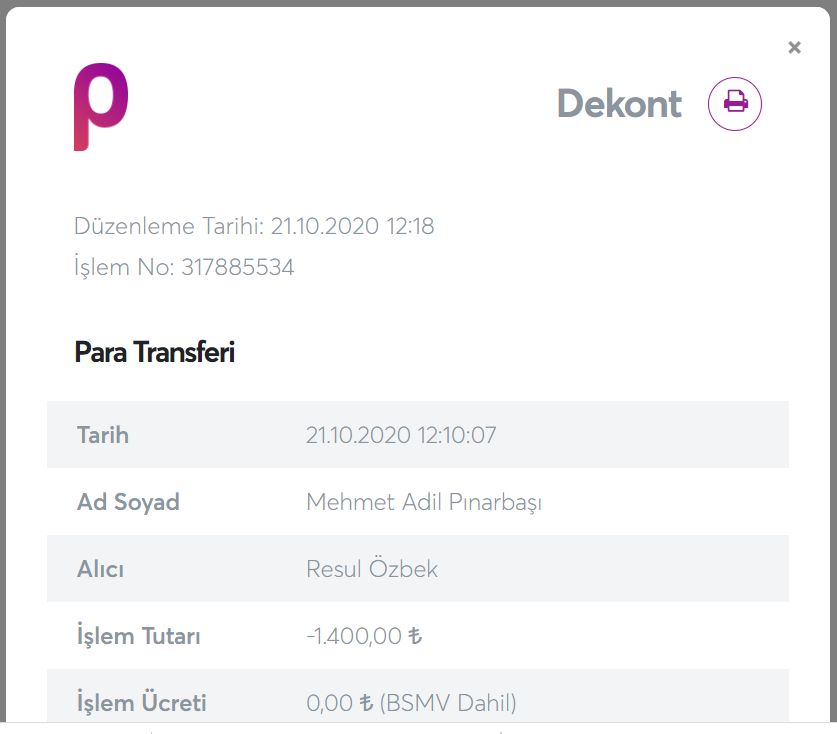 ×
p
Dekont
Düzenleme Tarihi: 21.10.2020 12:18
İşlem No: 317885534
Para Transferi
Tarih 21.10.2020 12:10:07
Ad Soyad Mehmet Adil Pınarbaşı
Alıcı Resul Özbek
İşlem Tutarı -1.400,00 ₺
İşlem Ücreti 0,00 ₺ (BSMV Dahil)